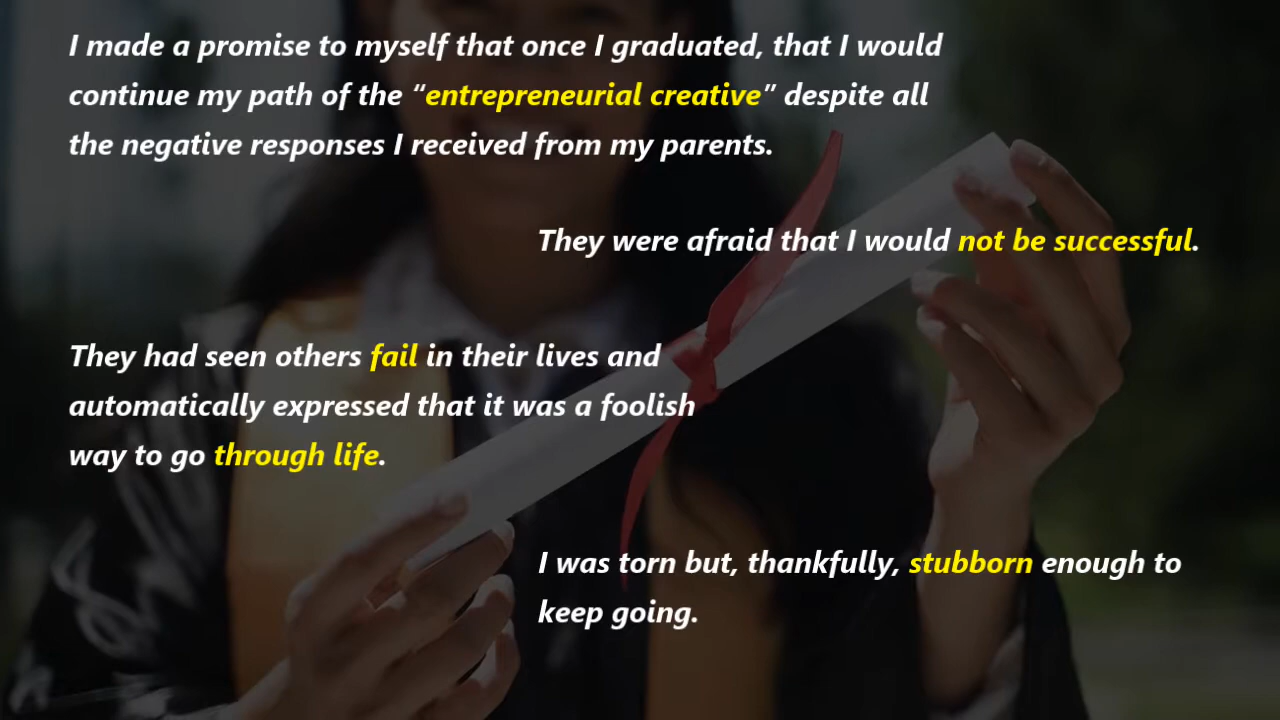 I made a promise to myself that once I graduated, that I would
continue my path of the “entrepreneurial creative” despite all
the negative responses I received from my parents.
They were afraid that I would not be successful.
They had seen others fail in their lives and
automatically expressed that it was a foolish
way to go through life.
I was torn but, thankfully, stubborn enough to
keep going.